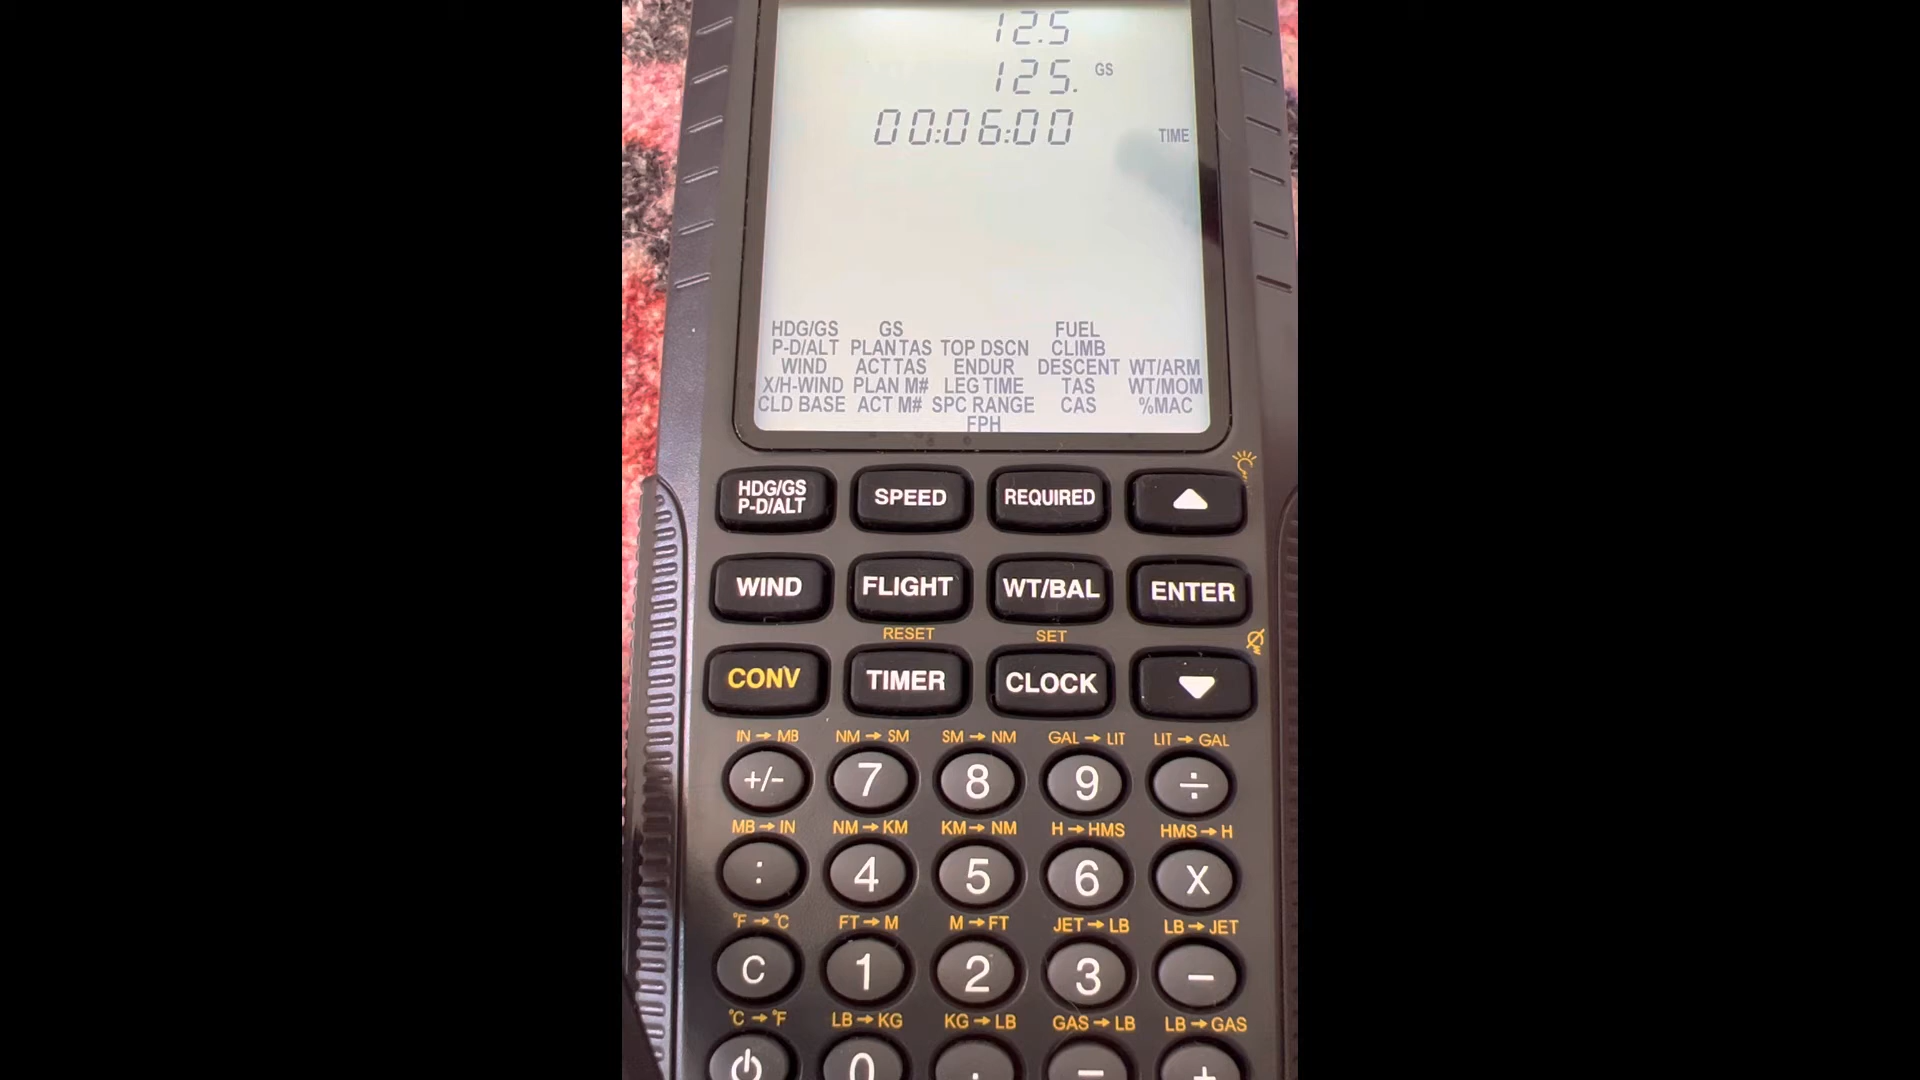 12.5
125. GS
00:06:00 TIME
HDG/GS GS FUEL
P-D/ALT PLAN TAS TOP DSCN CLIMB
WIND ACT TAS ENDUR DESCENT WT/ARM
X/H-WIND PLAN M# LEG TIME TAS WT/MOM
CLD BASE ACT M# SPC RANGE CAS %MAC
FPH
HDG/GS
P-D/ALT SPEED REQUIRED
WIND FLIGHT WT/BAL ENTER
RESET SET
CONV TIMER CLOCK
IN → MB NM → SM SM → NM GAL → LIT LIT → GAL
+/- 7 8 9 ÷
MB → IN NM → KM KM → NM H → HMS HMS → H
: 4 5 6 X
°F → °C FT → M M → FT JET → LB LB → JET
C 1 2 3 −
°C → °F LB → KG KG → LB GAS → LB LB → GAS
0 . − +